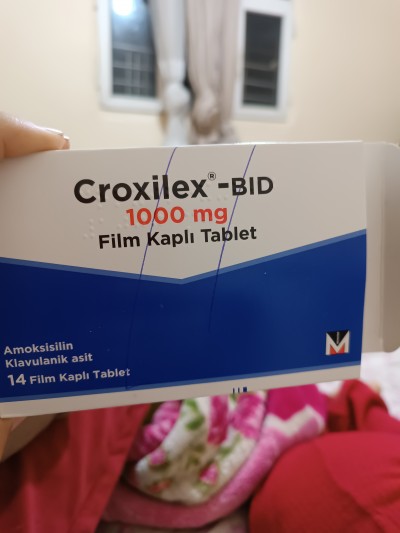 Croxilex®-BID
1000 mg
Film Kaplı Tablet
Amoksisilin
Klavulanik asit
14 Film Kaplı Tablet
M